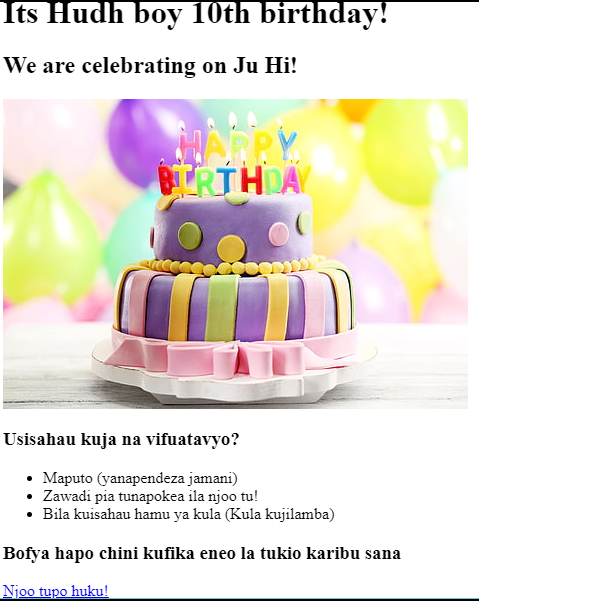 Its Hudh boy 10th birthday!
We are celebrating on Ju Hi!
HAPPY
BIRTHDAY
Usisahau kuja na vifuatavyo?
Maputo (yanapendeza jamani)
Zawadi pia tunapokea ila njoo tu!
Bila kuisahau hamu ya kula (Kula kujilamba)
Bofya hapo chini kufika eneo la tukio karibu sana
Njoo tupo huku!